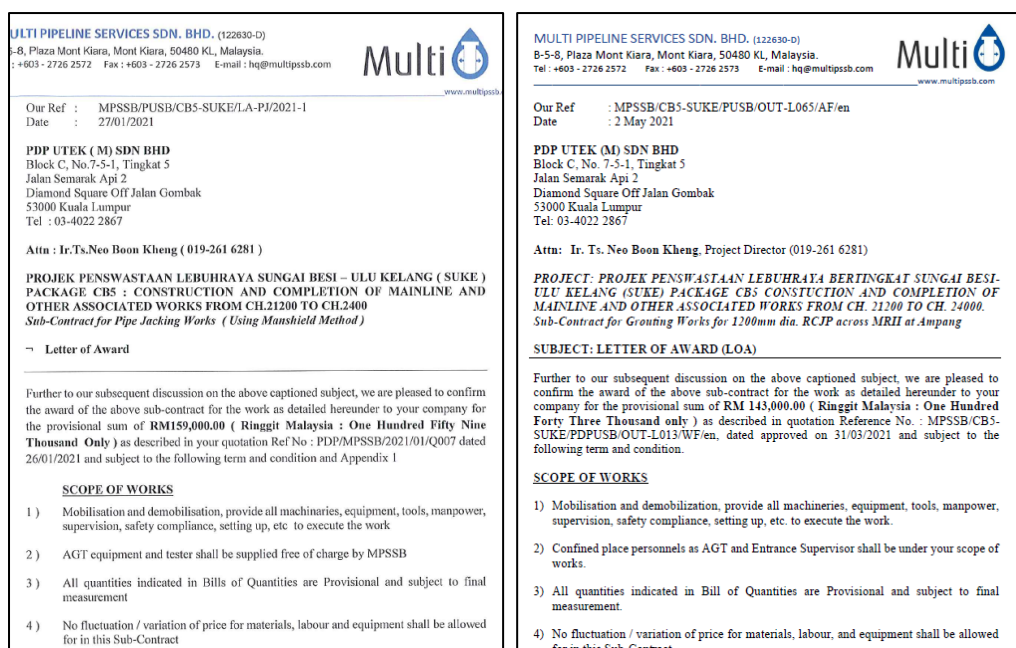 ULTI PIPELINE SERVICES SDN. BHD. (122630-D)
-8, Plaza Mont Kiara, Mont Kiara, 50480 KL, Malaysia.
: +603 - 2726 2572 Fax : +603 - 2726 2573 E-mail : hq@multipssb.com
Multi
www.multipssb.
Our Ref : MPSSB/PUSB/CB5-SUKE/LA-PJ/2021-1
Date : 27/01/2021
PDP UTEK ( M) SDN BHD
Block C, No.7-5-1, Tingkat 5
Jalan Semarak Api 2
Diamond Square Off Jalan Gombak
53000 Kuala Lumpur
Tel : 03-4022 2867
Attn : Ir.Ts.Neo Boon Kheng ( 019-261 6281 )
PROJEK PENSWASTAAN LEBUHRAYA SUNGAI BESI – ULU KELANG ( SUKE )
PACKAGE CB5 : CONSTRUCTION AND COMPLETION OF MAINLINE AND
OTHER ASSOCIATED WORKS FROM CH.21200 TO CH.2400
Sub-Contract for Pipe Jacking Works ( Using Manshield Method )
¬ Letter of Award
Further to our subsequent discussion on the above captioned subject, we are pleased to confirm
the award of the above sub-contract for the work as detailed hereunder to your company for
the provisional sum of RM159,000.00 ( Ringgit Malaysia : One Hundred Fifty Nine
Thousand Only ) as described in your quotation Ref No : PDP/MPSSB/2021/01/Q007 dated
26/01/2021 and subject to the following term and condition and Appendix 1
SCOPE OF WORKS
1 ) Mobilisation and demobilisation, provide all machineries, equipment, tools, manpower,
supervision, safety compliance, setting up, etc to execute the work
2 ) AGT equipment and tester shall be supplied free of charge by MPSSB
3 ) All quantities indicated in Bills of Quantities are Provisional and subject to final
measurement
4 ) No fluctuation / variation of price for materials, labour and equipment shall be allowed
for in this Sub-Contract
MULTI PIPELINE SERVICES SDN. BHD. (122630-D)
B-5-8, Plaza Mont Kiara, Mont Kiara, 50480 KL, Malaysia.
Tel : +603 - 2726 2572 Fax : +603 - 2726 2573 E-mail : hq@multipssb.com
Multi
www.multipssb.com
Our Ref : MPSSB/CB5-SUKE/PUSB/OUT-L065/AF/en
Date : 2 May 2021
PDP UTEK (M) SDN BHD
Block C, No. 7-5-1, Tingkat 5
Jalan Semarak Api 2
Diamond Square Off Jalan Gombak
53000 Kuala Lumpur
Tel: 03-4022 2867
Attn: Ir. Ts. Neo Boon Kheng, Project Director (019-261 6281)
PROJECT: PROJEK PENSWASTAAN LEBUHRAYA BERTINGKAT SUNGAI BESI-
ULU KELANG (SUKE) PACKAGE CB5 CONSTUCTION AND COMPLETION OF
MAINLINE AND OTHER ASSOCIATED WORKS FROM CH. 21200 TO CH. 24000.
Sub-Contract for Grouting Works for 1200mm dia. RCJP across MRII at Ampang
SUBJECT: LETTER OF AWARD (LOA)
Further to our subsequent discussion on the above captioned subject, we are pleased to
confirm the award of the above sub-contract for the work as detailed hereunder to your
company for the provisional sum of RM 143,000.00 ( Ringgit Malaysia : One Hundred
Forty Three Thousand only ) as described in quotation Reference No. : MPSSB/CB5-
SUKE/PDPUSB/OUT-L013/WF/en, dated approved on 31/03/2021 and subject to the
following term and condition.
SCOPE OF WORKS
1) Mobilisation and demobilization, provide all machineries, equipment, tools, manpower,
supervision, safety compliance, setting up, etc. to execute the work.
2) Confined place personnels as AGT and Entrance Supervisor shall be under your scope of
works.
3) All quantities indicated in Bill of Quantities are Provisional and subject to final
measurement.
4) No fluctuation / variation of price for materials, labour, and equipment shall be allowed
for in this Sub-Contract